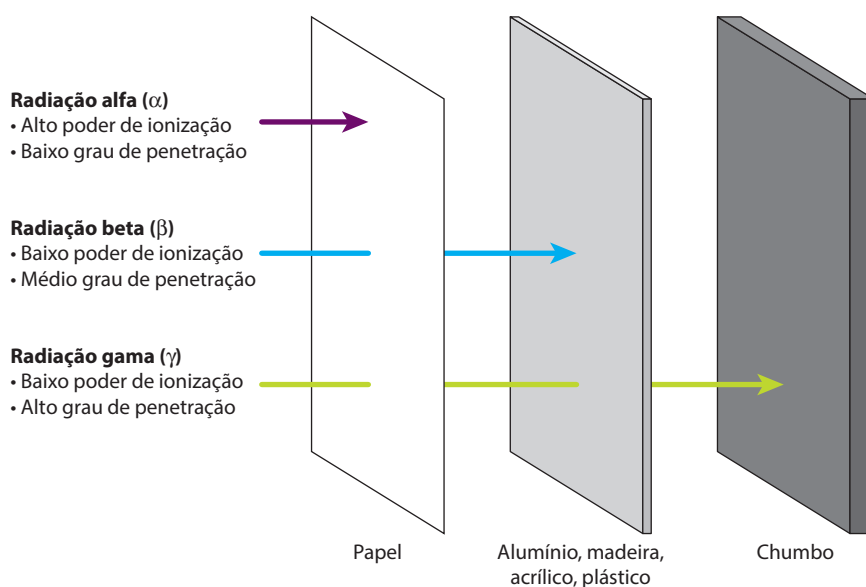 Radiação alfa (α)
• Alto poder de ionização
• Baixo grau de penetração
Radiação beta (β)
• Baixo poder de ionização
• Médio grau de penetração
Radiação gama (γ)
• Baixo poder de ionização
• Alto grau de penetração
Papel
Alumínio, madeira,
acrílico, plástico
Chumbo